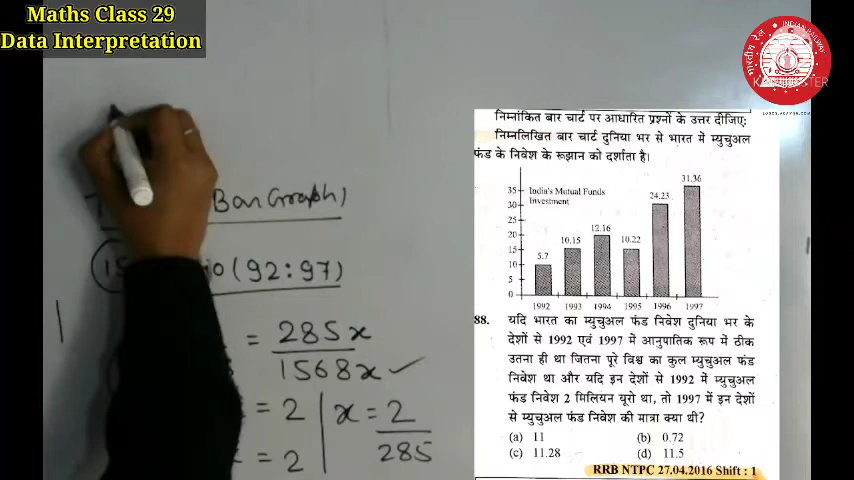 Maths Class 29
Data Interpretation
INDIAN RAILWAY
भारतीय रेल
(Bar Graph)
(92:97)
= 285x
1568x
= 2
x = 2
285
= 2
निम्नांकित बार चार्ट पर आधारित प्रश्नों के उत्तर दीजिए:
निम्नलिखित बार चार्ट दुनिया भर से भारत में म्युचुअल
फंड के निवेश के रूझान को दर्शाता है।
India's Mutual Funds
Investment
35
30
25
20
15
10
5
0
5.7
10.15
12.16
10.22
24.23
31.36
1992 1993 1994 1995 1996 1997
88. यदि भारत का म्युचुअल फंड निवेश दुनिया भर के
देशों से 1992 एवं 1997 में आनुपातिक रूप में ठीक
उतना ही था जितना पूरे विश्व का कुल म्युचुअल फंड
निवेश था और यदि इन देशों से 1992 में म्युचुअल
फंड निवेश 2 मिलियन यूरो था, तो 1997 में इन देशों
से म्युचुअल फंड निवेश की मात्रा क्या थी?
(a) 11 (b) 0.72
(c) 11.28 (d) 11.5
RRB NTPC 27.04.2016 Shift : 1